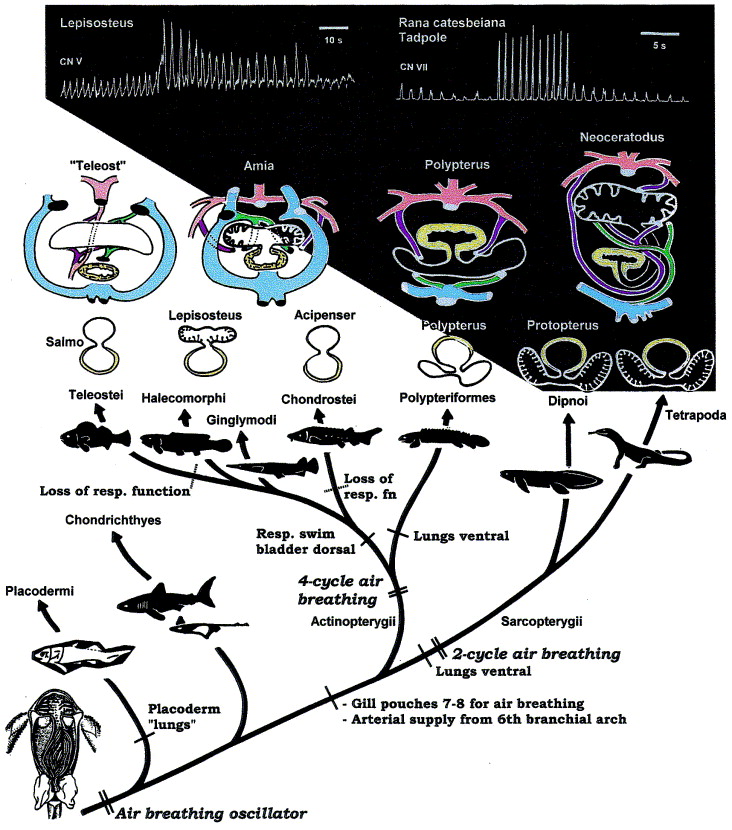 Lepisosteus
10 s
CN V
Rana catesbeiana
Tadpole
5 s
CN VII
"Teleost"
Amia
Polypterus
Neoceratodus
Salmo
Lepisosteus
Acipenser
Polypterus
Protopterus
Teleostei
Halecomorphi
Ginglymodi
Chondrostei
Polypteriformes
Dipnoi
Tetrapoda
Loss of resp. function
Loss of
resp. fn
Chondrichthyes
Resp. swim
bladder dorsal
Lungs ventral
4-cycle air
breathing
Placodermi
Actinopterygii
Sarcopterygii
2-cycle air breathing
Lungs ventral
Placoderm
"lungs"
- Gill pouches 7-8 for air breathing
- Arterial supply from 6th branchial arch
Air breathing oscillator